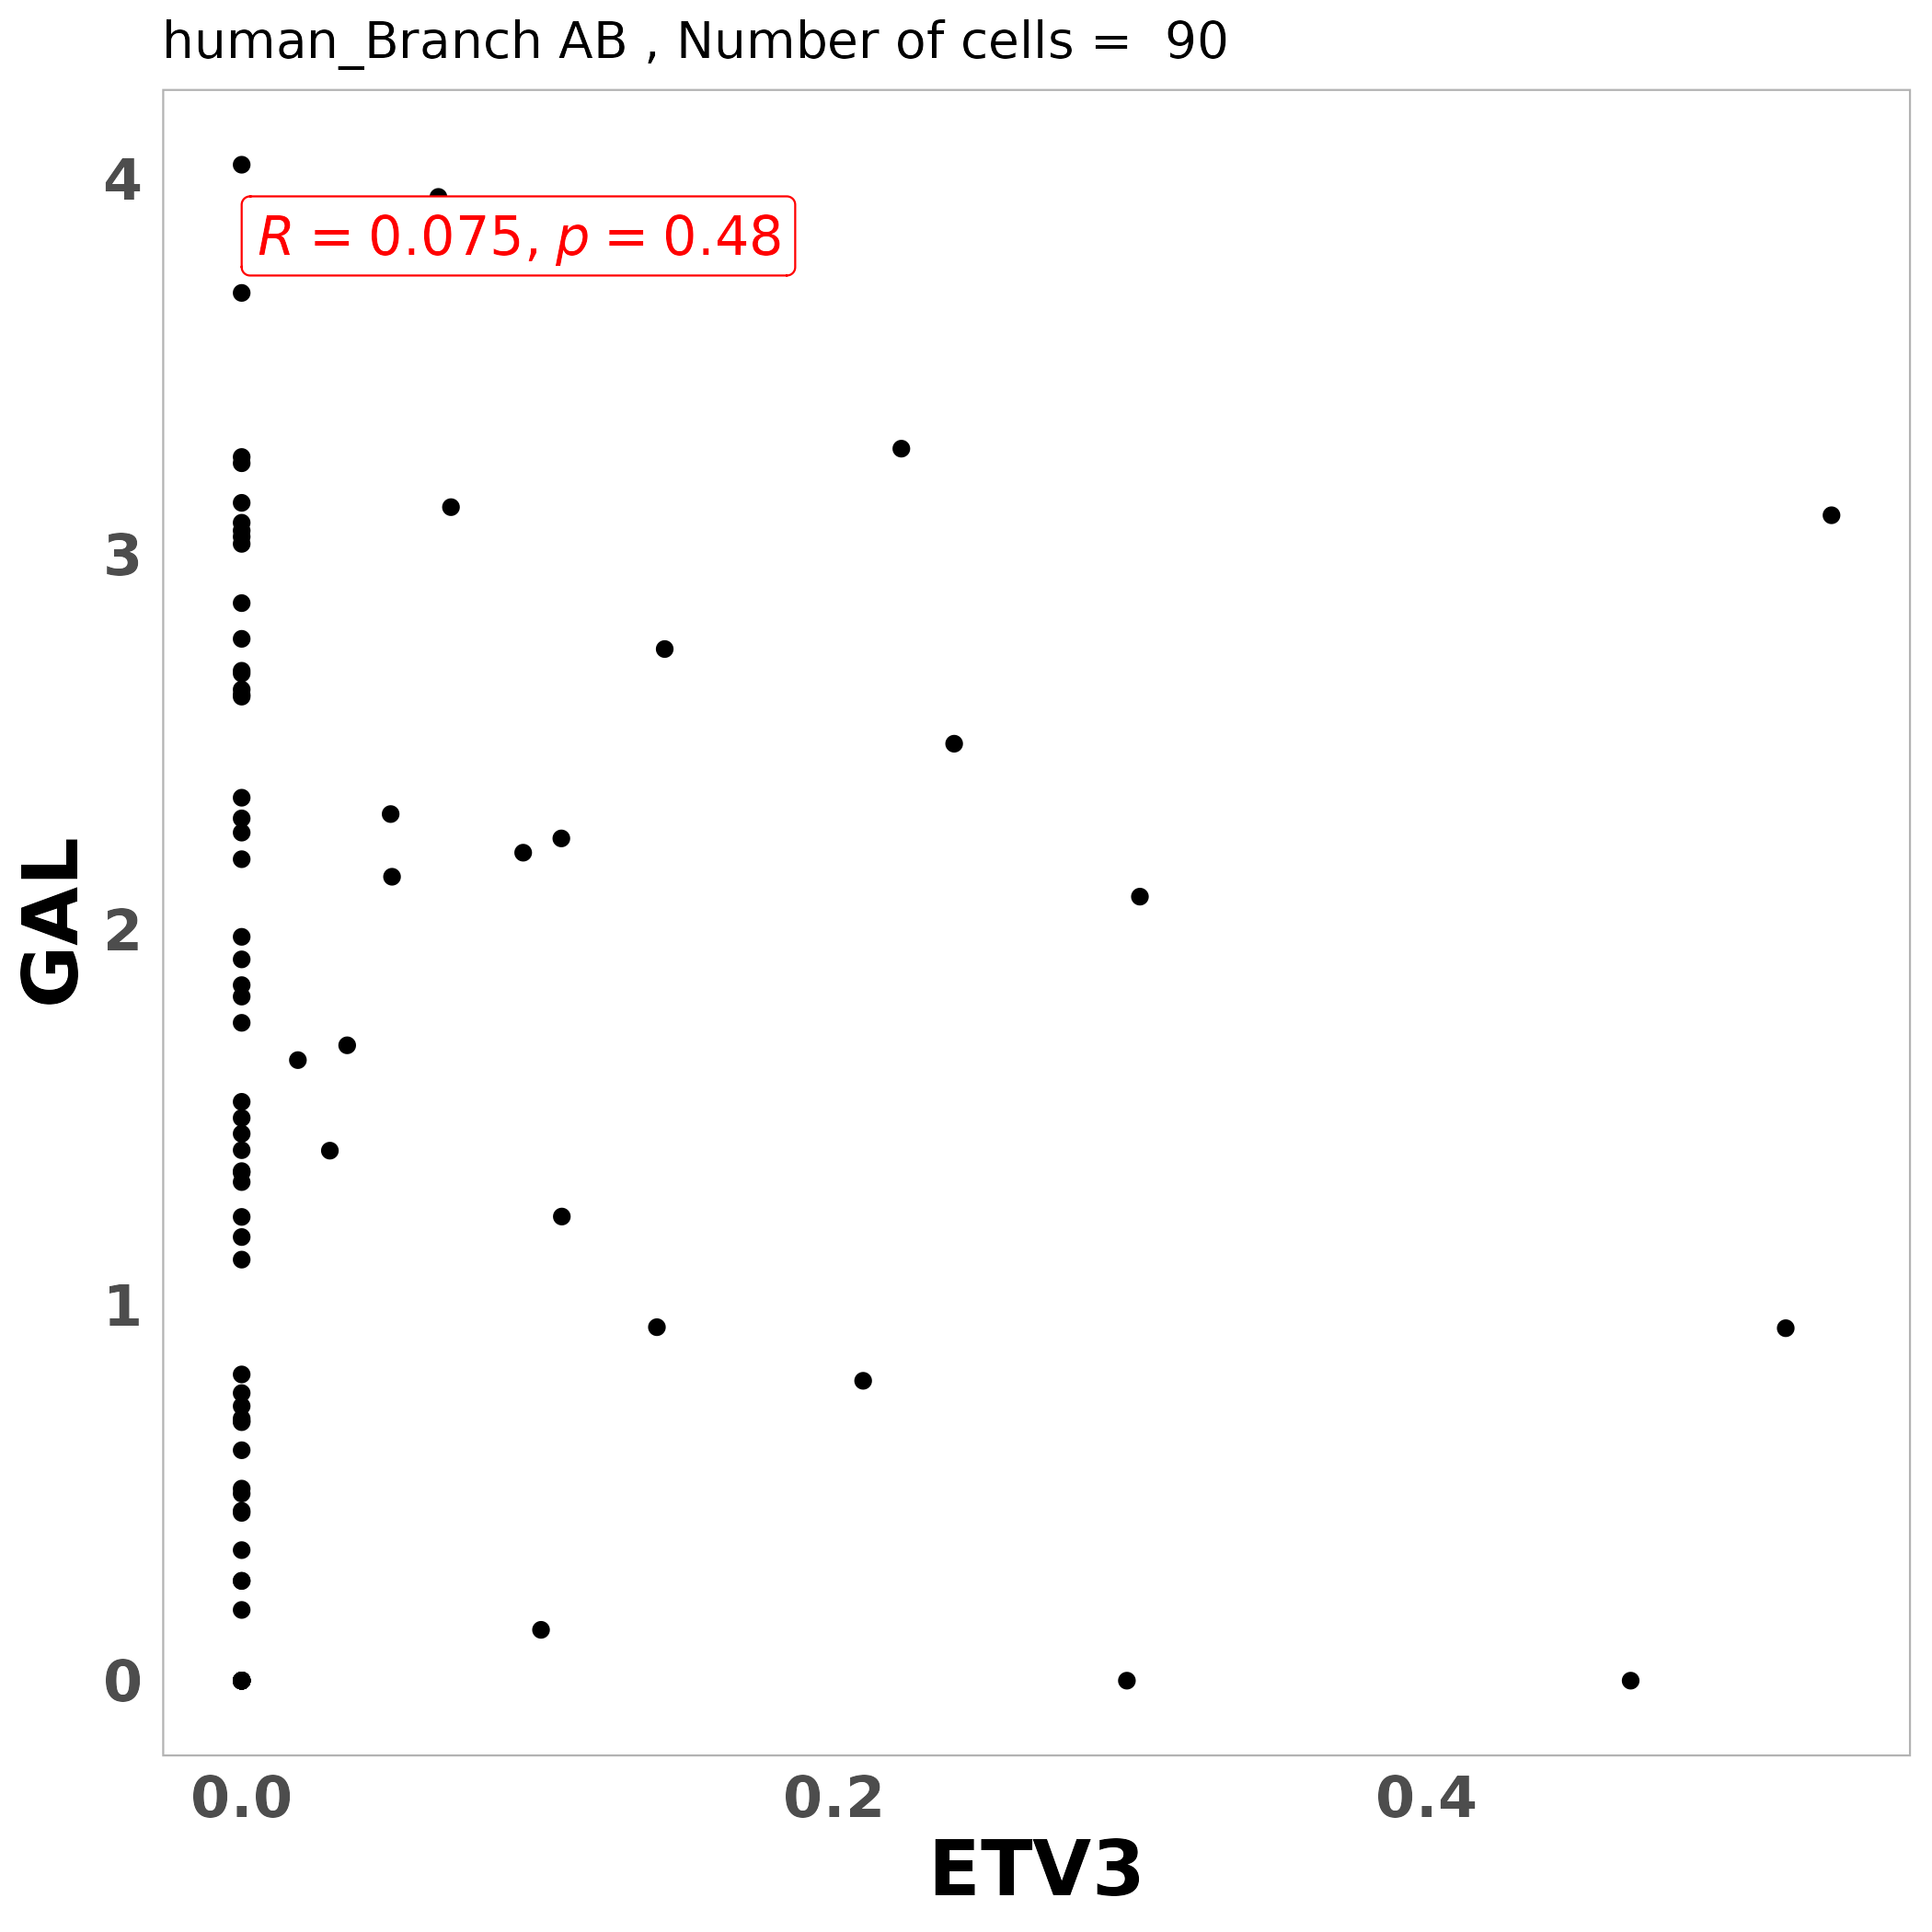 human_Branch AB , Number of cells =  90
4
R = 0.075, p = 0.48
3
2
1
0
GAL
0.0 0.2 0.4
ETV3